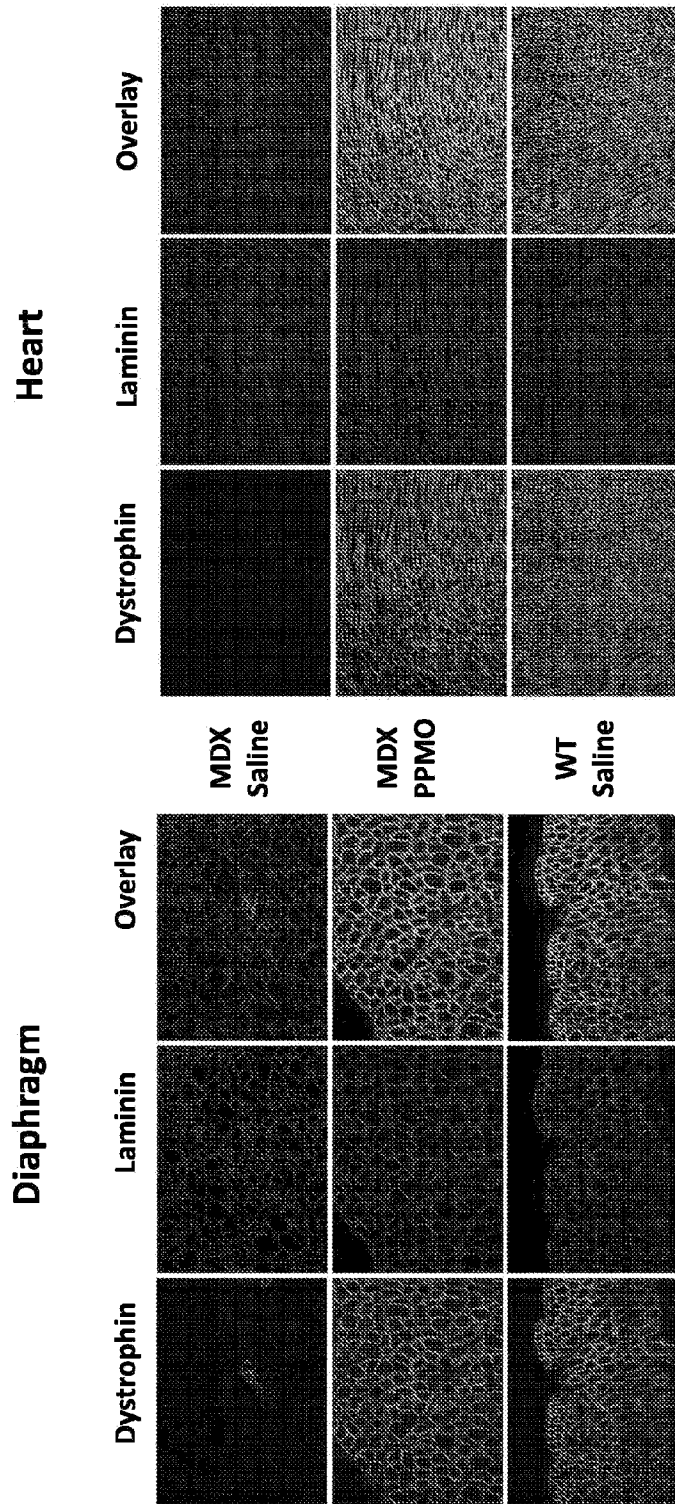 Diaphragm
Heart
Dystrophin
Laminin
Overlay
Dystrophin
Laminin
Overlay
MDX
Saline
MDX
PPMO
WT
Saline